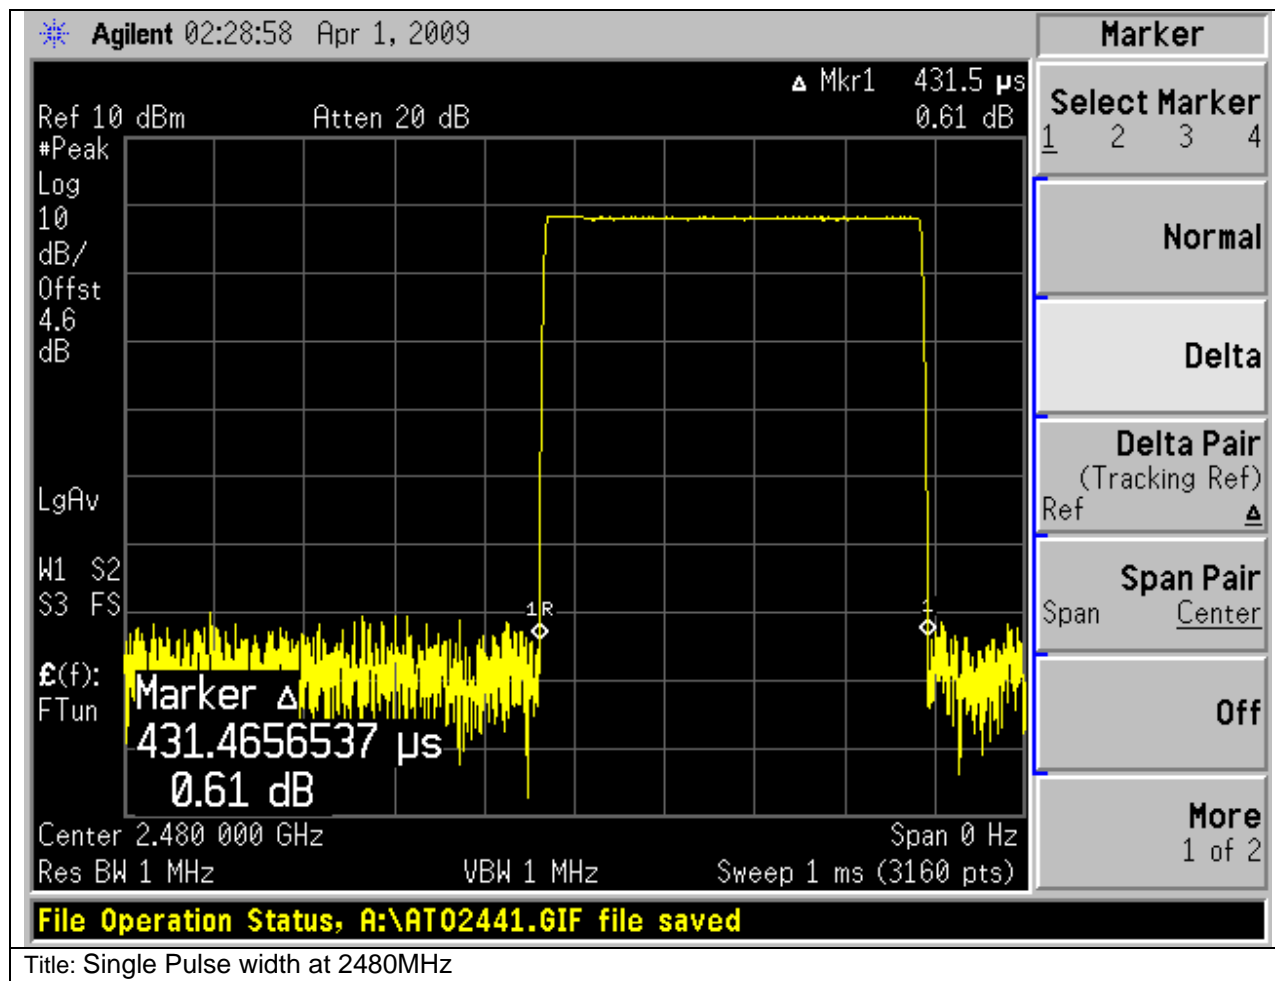 Agilent 02:28:58 Apr 1, 2009
Δ Mkr1 431.5 µs
Ref 10 dBm Atten 20 dB 0.61 dB
#Peak
Log
10
dB/
Offst
4.6
dB
LgAv
W1 S2
S3 FS
£(f):
FTun
1R
1
Marker Δ
431.4656537 µs
0.61 dB
Center 2.480 000 GHz Span 0 Hz
Res BW 1 MHz VBW 1 MHz Sweep 1 ms (3160 pts)
Marker
Select Marker
1 2 3 4
Normal
Delta
Delta Pair
(Tracking Ref)
Ref Δ
Span Pair
Span Center
Off
More
1 of 2
File Operation Status, A:\ATO2441.GIF file saved
Title: Single Pulse width at 2480MHz